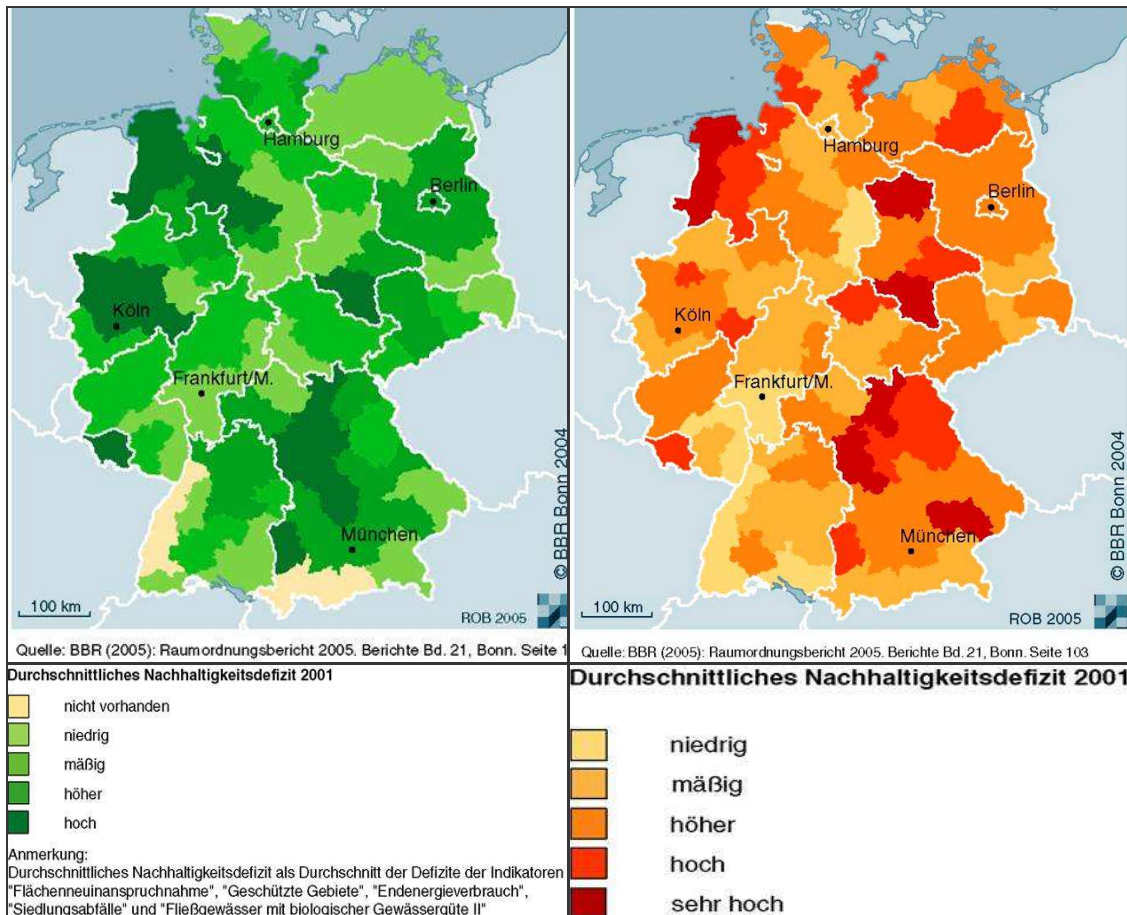 Hamburg
Berlin
Köln
Frankfurt/M.
München
100 km
ROB 2005
© BBR Bonn 2004
Quelle: BBR (2005): Raumordnungsbericht 2005. Berichte Bd. 21, Bonn. Seite 1
Durchschnittliches Nachhaltigkeitsdefizit 2001
nicht vorhanden
niedrig
mäßig
höher
hoch
Anmerkung:
Durchschnittliches Nachhaltigkeitsdefizit als Durchschnitt der Defizite der Indikatoren
"Flächenneuinanspruchnahme", "Geschützte Gebiete", "Endenergieverbrauch",
"Siedlungsabfälle" und "Fließgewässer mit biologischer Gewässergüte II"
Hamburg
Berlin
Köln
Frankfurt/M.
München
100 km
ROB 2005
© BBR Bonn 2004
Quelle: BBR (2005): Raumordnungsbericht 2005. Berichte Bd. 21, Bonn. Seite 103
Durchschnittliches Nachhaltigkeitsdefizit 2001
niedrig
mäßig
höher
hoch
sehr hoch